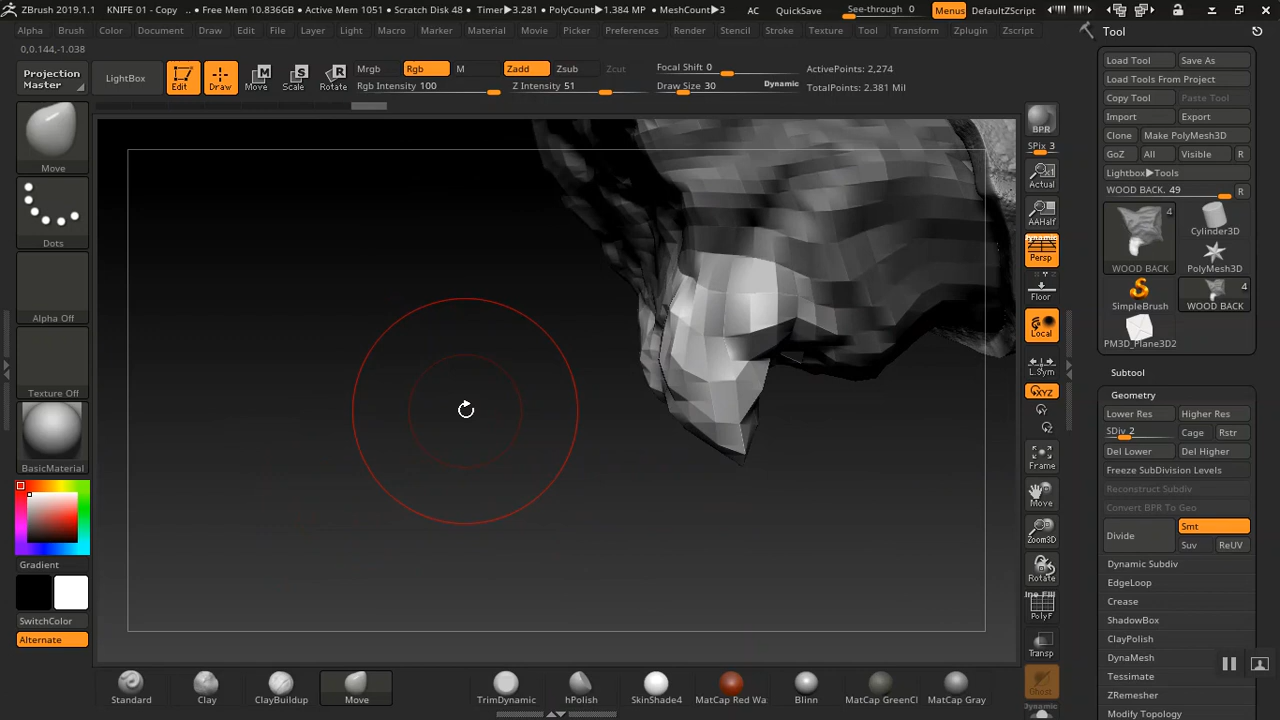 ZBrush 2019.1.1 KNIFE 01 - Copy • Free Mem 10.836GB • Active Mem 1051 • Scratch Disk 48 • Timer▶3.281 • PolyCount▶1.384 MP • MeshCount▶3 AC QuickSave See-through 0 Menus DefaultZScript
Alpha Brush Color Document Draw Edit File Layer Light Macro Marker Material Movie Picker Preferences Render Stencil Stroke Texture Tool Transform Zplugin Zscript
Tool
0,0.144,-1.038
Projection Master
LightBox
Edit
Draw
Move
Scale
Rotate
Mrgb Rgb M
Rgb Intensity 100
Zadd Zsub Zcut
Z Intensity 51
Focal Shift 0
Draw Size 30 Dynamic
ActivePoints: 2,274
TotalPoints: 2.381 Mil
Move
Dots
Alpha Off
Texture Off
BasicMaterial
Gradient
SwitchColor
Alternate
BPR
SPix 3
Actual
AAHalf
Dynamic
Persp
Floor
Local
L.Sym
XYZ
Frame
Move
Zoom3D
Rotate
Line Fill
PolyF
Transp
Ghost
Dynamic
Load Tool Save As
Load Tools From Project
Copy Tool Paste Tool
Import Export
Clone Make PolyMesh3D
GoZ All Visible R
Lightbox▶Tools
WOOD BACK. 49 R
4
WOOD BACK
Cylinder3D
PolyMesh3D
SimpleBrush
4
WOOD BACK
PM3D_Plane3D2
Subtool
Geometry
Lower Res Higher Res
SDiv 2 Cage Rstr
Del Lower Del Higher
Freeze SubDivision Levels
Reconstruct Subdiv
Convert BPR To Geo
Divide Smt
Suv ReUV
Dynamic Subdiv
EdgeLoop
Crease
ShadowBox
ClayPolish
DynaMesh
Tessimate
ZRemesher
Modify Topology
Standard Clay ClayBuildup Move TrimDynamic hPolish SkinShade4 MatCap Red Wa Blinn MatCap GreenCl MatCap Gray